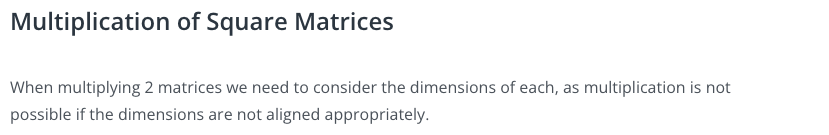 Multiplication of Square Matrices
When multiplying 2 matrices we need to consider the dimensions of each, as multiplication is not
possible if the dimensions are not aligned appropriately.